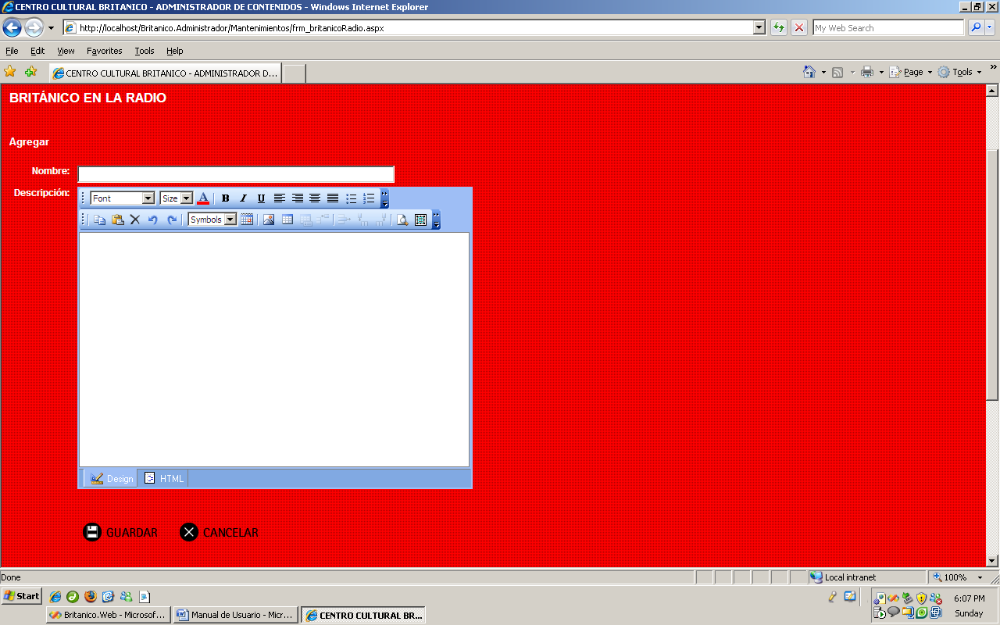 CENTRO CULTURAL BRITANICO - ADMINISTRADOR DE CONTENIDOS - Windows Internet Explorer
http://localhost/Britanico.Administrador/Mantenimientos/frm_britanicoRadio.aspx
My Web Search
File Edit View Favorites Tools Help
CENTRO CULTURAL BRITANICO - ADMINISTRADOR D...
Page Tools
BRITÁNICO EN LA RADIO
Agregar
Nombre:
Descripción:
Font Size A B I U
Symbols
Design HTML
GUARDAR CANCELAR
Done Local intranet 100%
Start 6:07 PM
Britanico.Web - Microsof... Manual de Usuario - Micr... CENTRO CULTURAL BR... Sunday